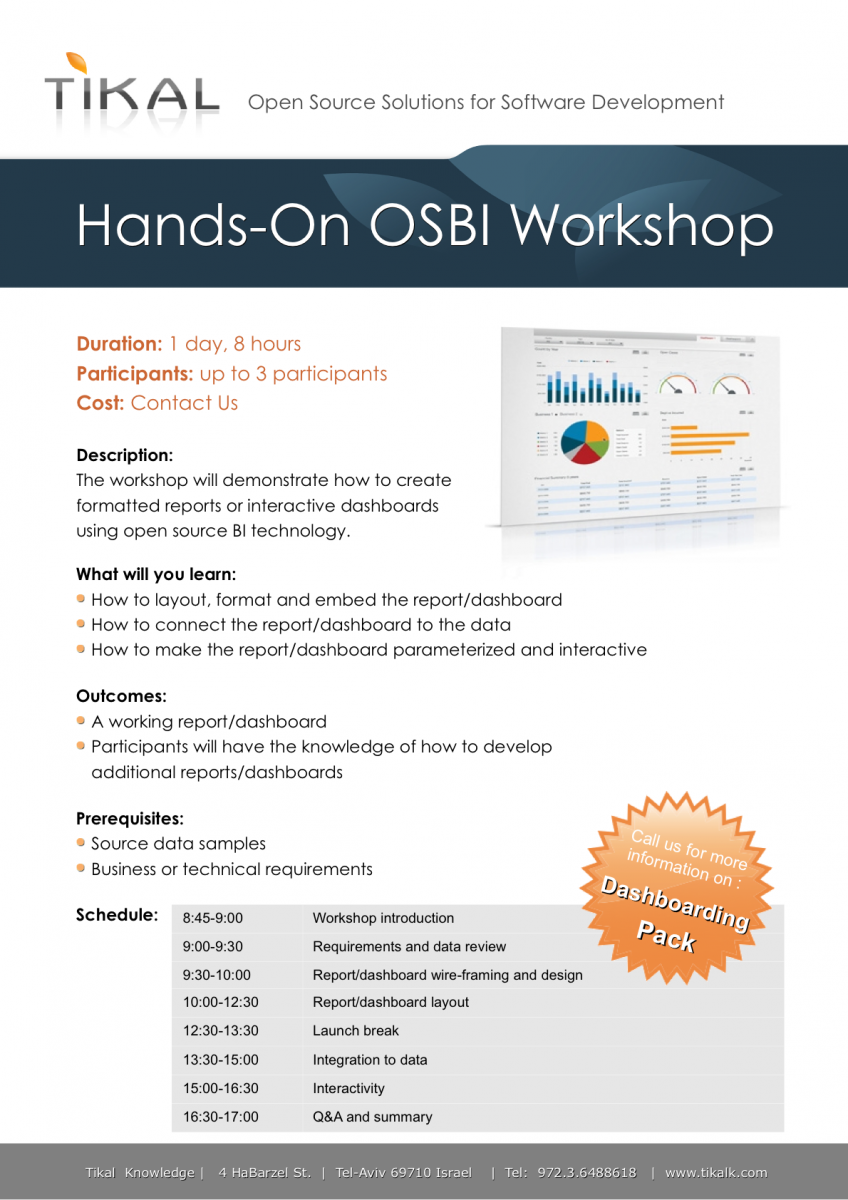 TIKAL
Open Source Solutions for Software Development
Hands-On OSBI Workshop
Duration: 1 day, 8 hours
Participants: up to 3 participants
Cost: Contact Us
Description:
The workshop will demonstrate how to create
formatted reports or interactive dashboards
using open source BI technology.
What will you learn:
How to layout, format and embed the report/dashboard
How to connect the report/dashboard to the data
How to make the report/dashboard parameterized and interactive
Outcomes:
A working report/dashboard
Participants will have the knowledge of how to develop
additional reports/dashboards
Prerequisites:
Source data samples
Business or technical requirements
Call us for more
information on :
Dashboarding
Pack
Schedule:
8:45-9:00 Workshop introduction
9:00-9:30 Requirements and data review
9:30-10:00 Report/dashboard wire-framing and design
10:00-12:30 Report/dashboard layout
12:30-13:30 Launch break
13:30-15:00 Integration to data
15:00-16:30 Interactivity
16:30-17:00 Q&A and summary
Tikal Knowledge | 4 HaBarzel St. | Tel-Aviv 69710 Israel | Tel: 972.3.6488618 | www.tikalk.com